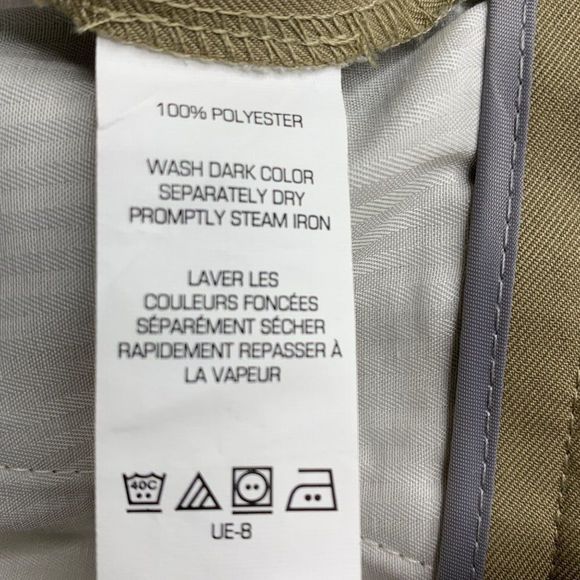 100% POLYESTER
WASH DARK COLOR
SEPARATELY DRY
PROMPTLY STEAM IRON
LAVER LES
COULEURS FONCÉES
SÉPARÉMENT SÉCHER
RAPIDEMENT REPASSER À
LA VAPEUR
40C
UE-8